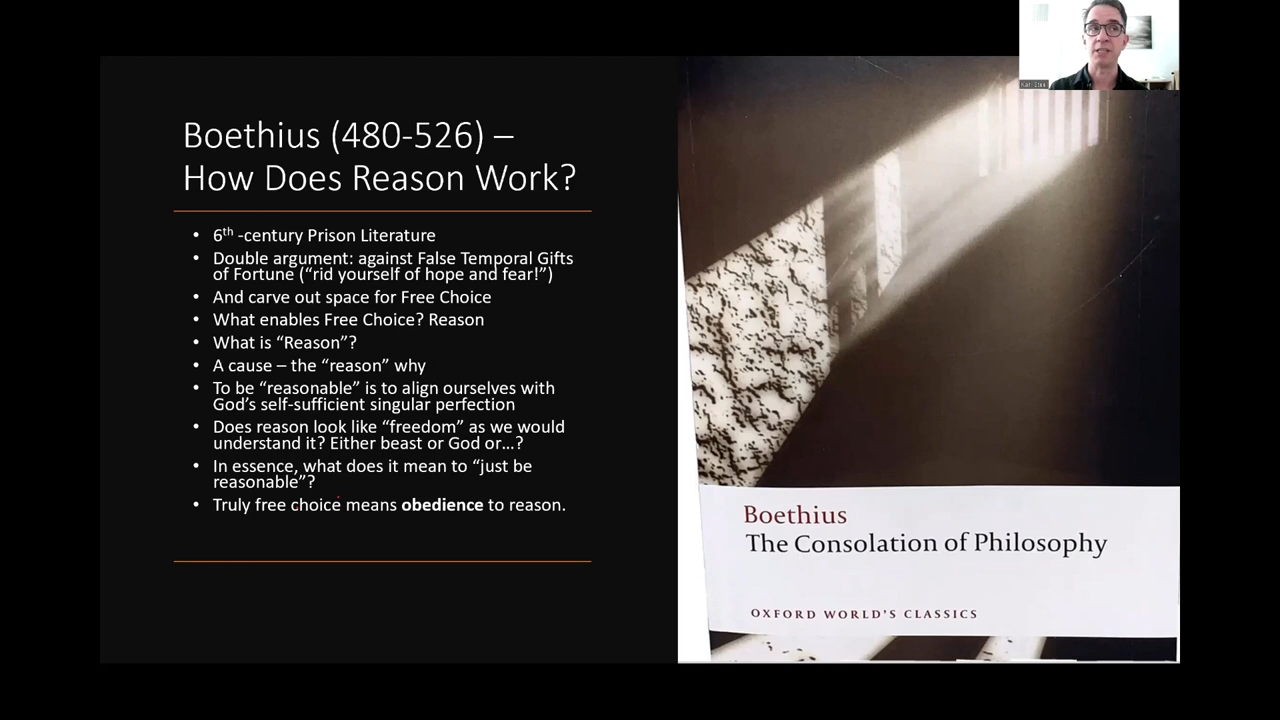 Boethius (480-526) –
How Does Reason Work?
• 6th -century Prison Literature
• Double argument: against False Temporal Gifts
of Fortune (“rid yourself of hope and fear!”)
• And carve out space for Free Choice
• What enables Free Choice? Reason
• What is “Reason”?
• A cause – the “reason” why
• To be “reasonable” is to align ourselves with
God’s self-sufficient singular perfection
• Does reason look like “freedom” as we would
understand it? Either beast or God or…?
• In essence, what does it mean to “just be
reasonable”?
• Truly free choice means obedience to reason.
Boethius
The Consolation of Philosophy
OXFORD WORLD’S CLASSICS